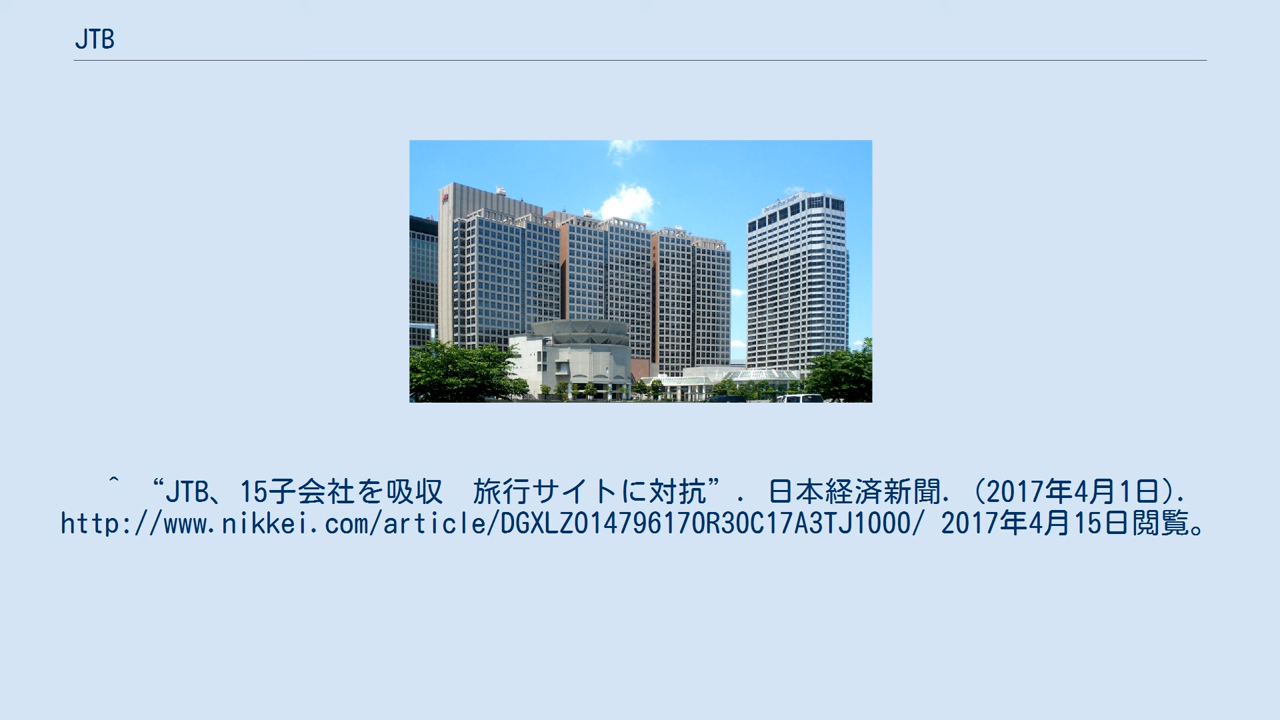 JTB
^ “JTB、15子会社を吸収　旅行サイトに対抗”. 日本経済新聞. (2017年4月1日).
http://www.nikkei.com/article/DGXLZO14796170R30C17A3TJ1000/ 2017年4月15日閲覧。